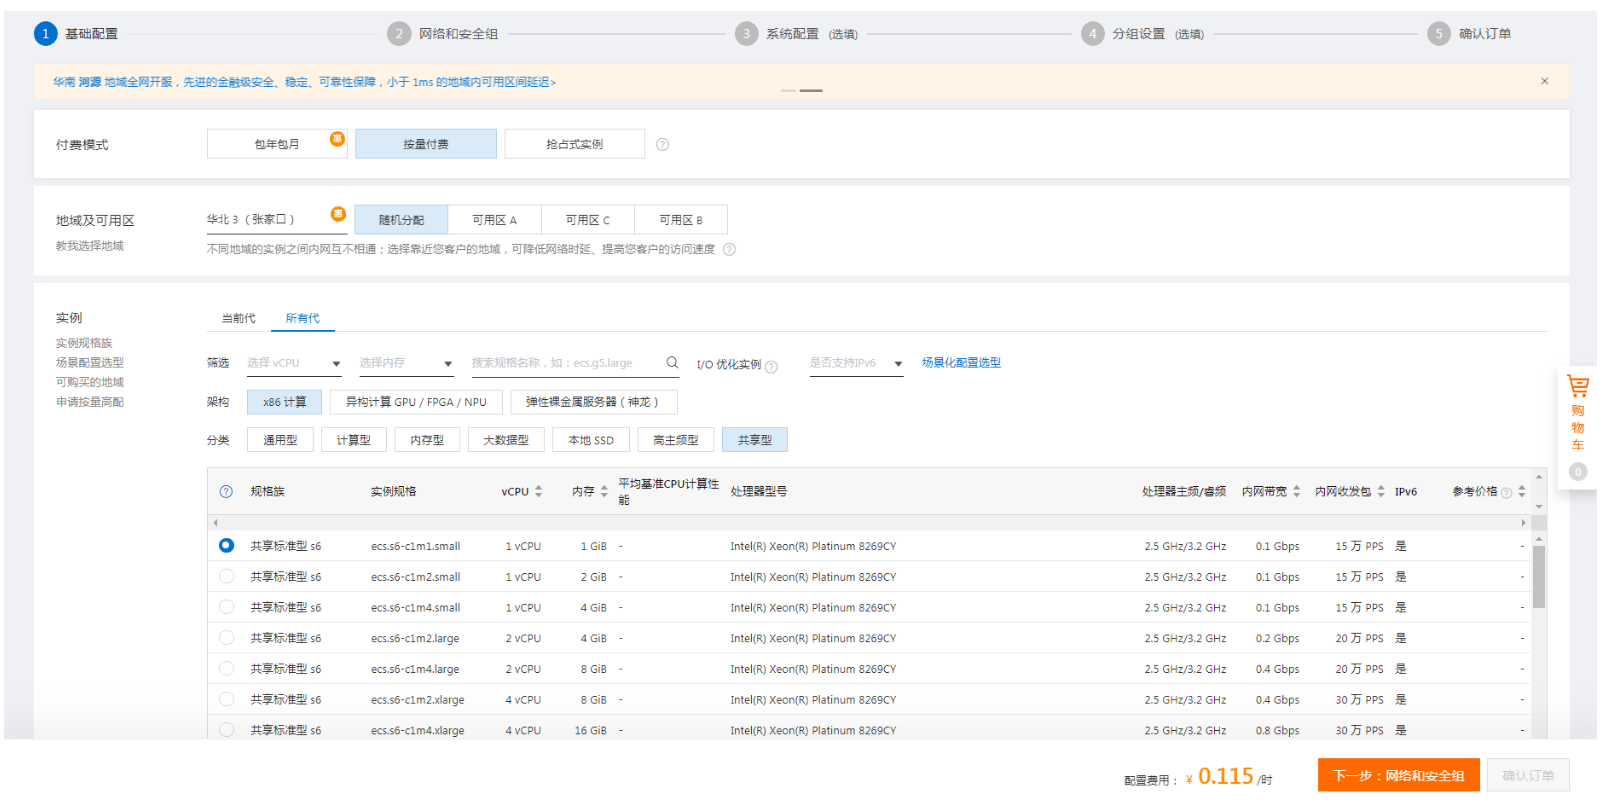 1 基础配置 2 网络和安全组 3 系统配置 (选填) 4 分组设置 (选填) 5 确认订单
华南 河源 地域全网开服，先进的金融级安全、稳定、可靠性保障，小于 1ms 的地域内可用区间延迟> ×
付费模式 包年包月 惠 按量付费 抢占式实例 ?
地域及可用区 华北 3（张家口） 惠 随机分配 可用区 A 可用区 C 可用区 B
教我选择地域 不同地域的实例之间内网互不相通；选择靠近您客户的地域，可降低网络时延、提高您客户的访问速度 ?
实例 当前代 所有代
实例规格族
场景配置选型
可购买的地域
申请按量高配
筛选 选择 vCPU 选择内存 搜索规格名称，如：ecs.g5.large I/O 优化实例 ? 是否支持IPv6 场景化配置选型
架构 x86 计算 异构计算 GPU / FPGA / NPU 弹性裸金属服务器（神龙）
分类 通用型 计算型 内存型 大数据型 本地 SSD 高主频型 共享型
? 规格族 实例规格 vCPU 内存 平均基准CPU计算性能 处理器型号 处理器主频/睿频 内网带宽 内网收发包 IPv6 参考价格 ?
共享标准型 s6 ecs.s6-c1m1.small 1 vCPU 1 GiB - Intel(R) Xeon(R) Platinum 8269CY 2.5 GHz/3.2 GHz 0.1 Gbps 15 万 PPS 是 -
共享标准型 s6 ecs.s6-c1m2.small 1 vCPU 2 GiB - Intel(R) Xeon(R) Platinum 8269CY 2.5 GHz/3.2 GHz 0.1 Gbps 15 万 PPS 是 -
共享标准型 s6 ecs.s6-c1m4.small 1 vCPU 4 GiB - Intel(R) Xeon(R) Platinum 8269CY 2.5 GHz/3.2 GHz 0.1 Gbps 15 万 PPS 是 -
共享标准型 s6 ecs.s6-c1m2.large 2 vCPU 4 GiB - Intel(R) Xeon(R) Platinum 8269CY 2.5 GHz/3.2 GHz 0.2 Gbps 20 万 PPS 是 -
共享标准型 s6 ecs.s6-c1m4.large 2 vCPU 8 GiB - Intel(R) Xeon(R) Platinum 8269CY 2.5 GHz/3.2 GHz 0.4 Gbps 20 万 PPS 是 -
共享标准型 s6 ecs.s6-c1m2.xlarge 4 vCPU 8 GiB - Intel(R) Xeon(R) Platinum 8269CY 2.5 GHz/3.2 GHz 0.4 Gbps 30 万 PPS 是 -
共享标准型 s6 ecs.s6-c1m4.xlarge 4 vCPU 16 GiB - Intel(R) Xeon(R) Platinum 8269CY 2.5 GHz/3.2 GHz 0.8 Gbps 30 万 PPS 是 -
购物车
0
配置费用：¥ 0.115 /时 下一步：网络和安全组 确认订单